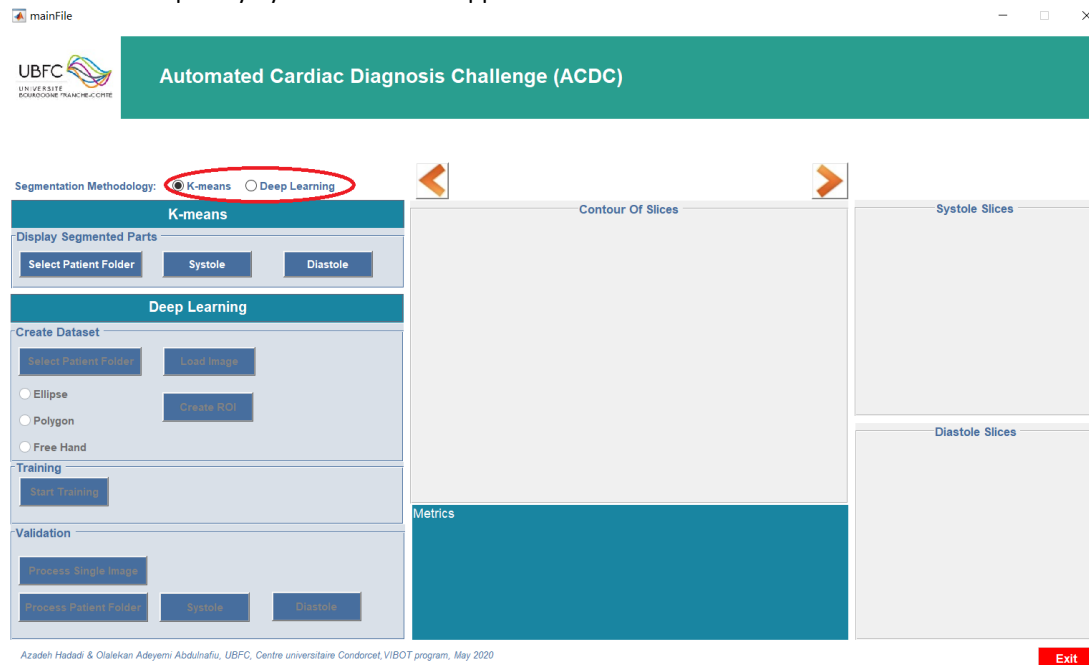 mainFile
UBFC
UNIVERSITÉ
BOURGOGNE FRANCHE-COMTÉ
Automated Cardiac Diagnosis Challenge (ACDC)
Segmentation Methodology: K-means Deep Learning
K-means
Display Segmented Parts
Select Patient Folder Systole Diastole
Deep Learning
Create Dataset
Select Patient Folder Load Image
Ellipse
Create ROI
Polygon
Free Hand
Training
Start Training
Validation
Process Single Image
Process Patient Folder Systole Diastole
Contour Of Slices
Metrics
Systole Slices
Diastole Slices
Azadeh Hadadi & Olalekan Adeyemi Abdulnafiu, UBFC, Centre universitaire Condorcet,VIBOT program, May 2020
Exit